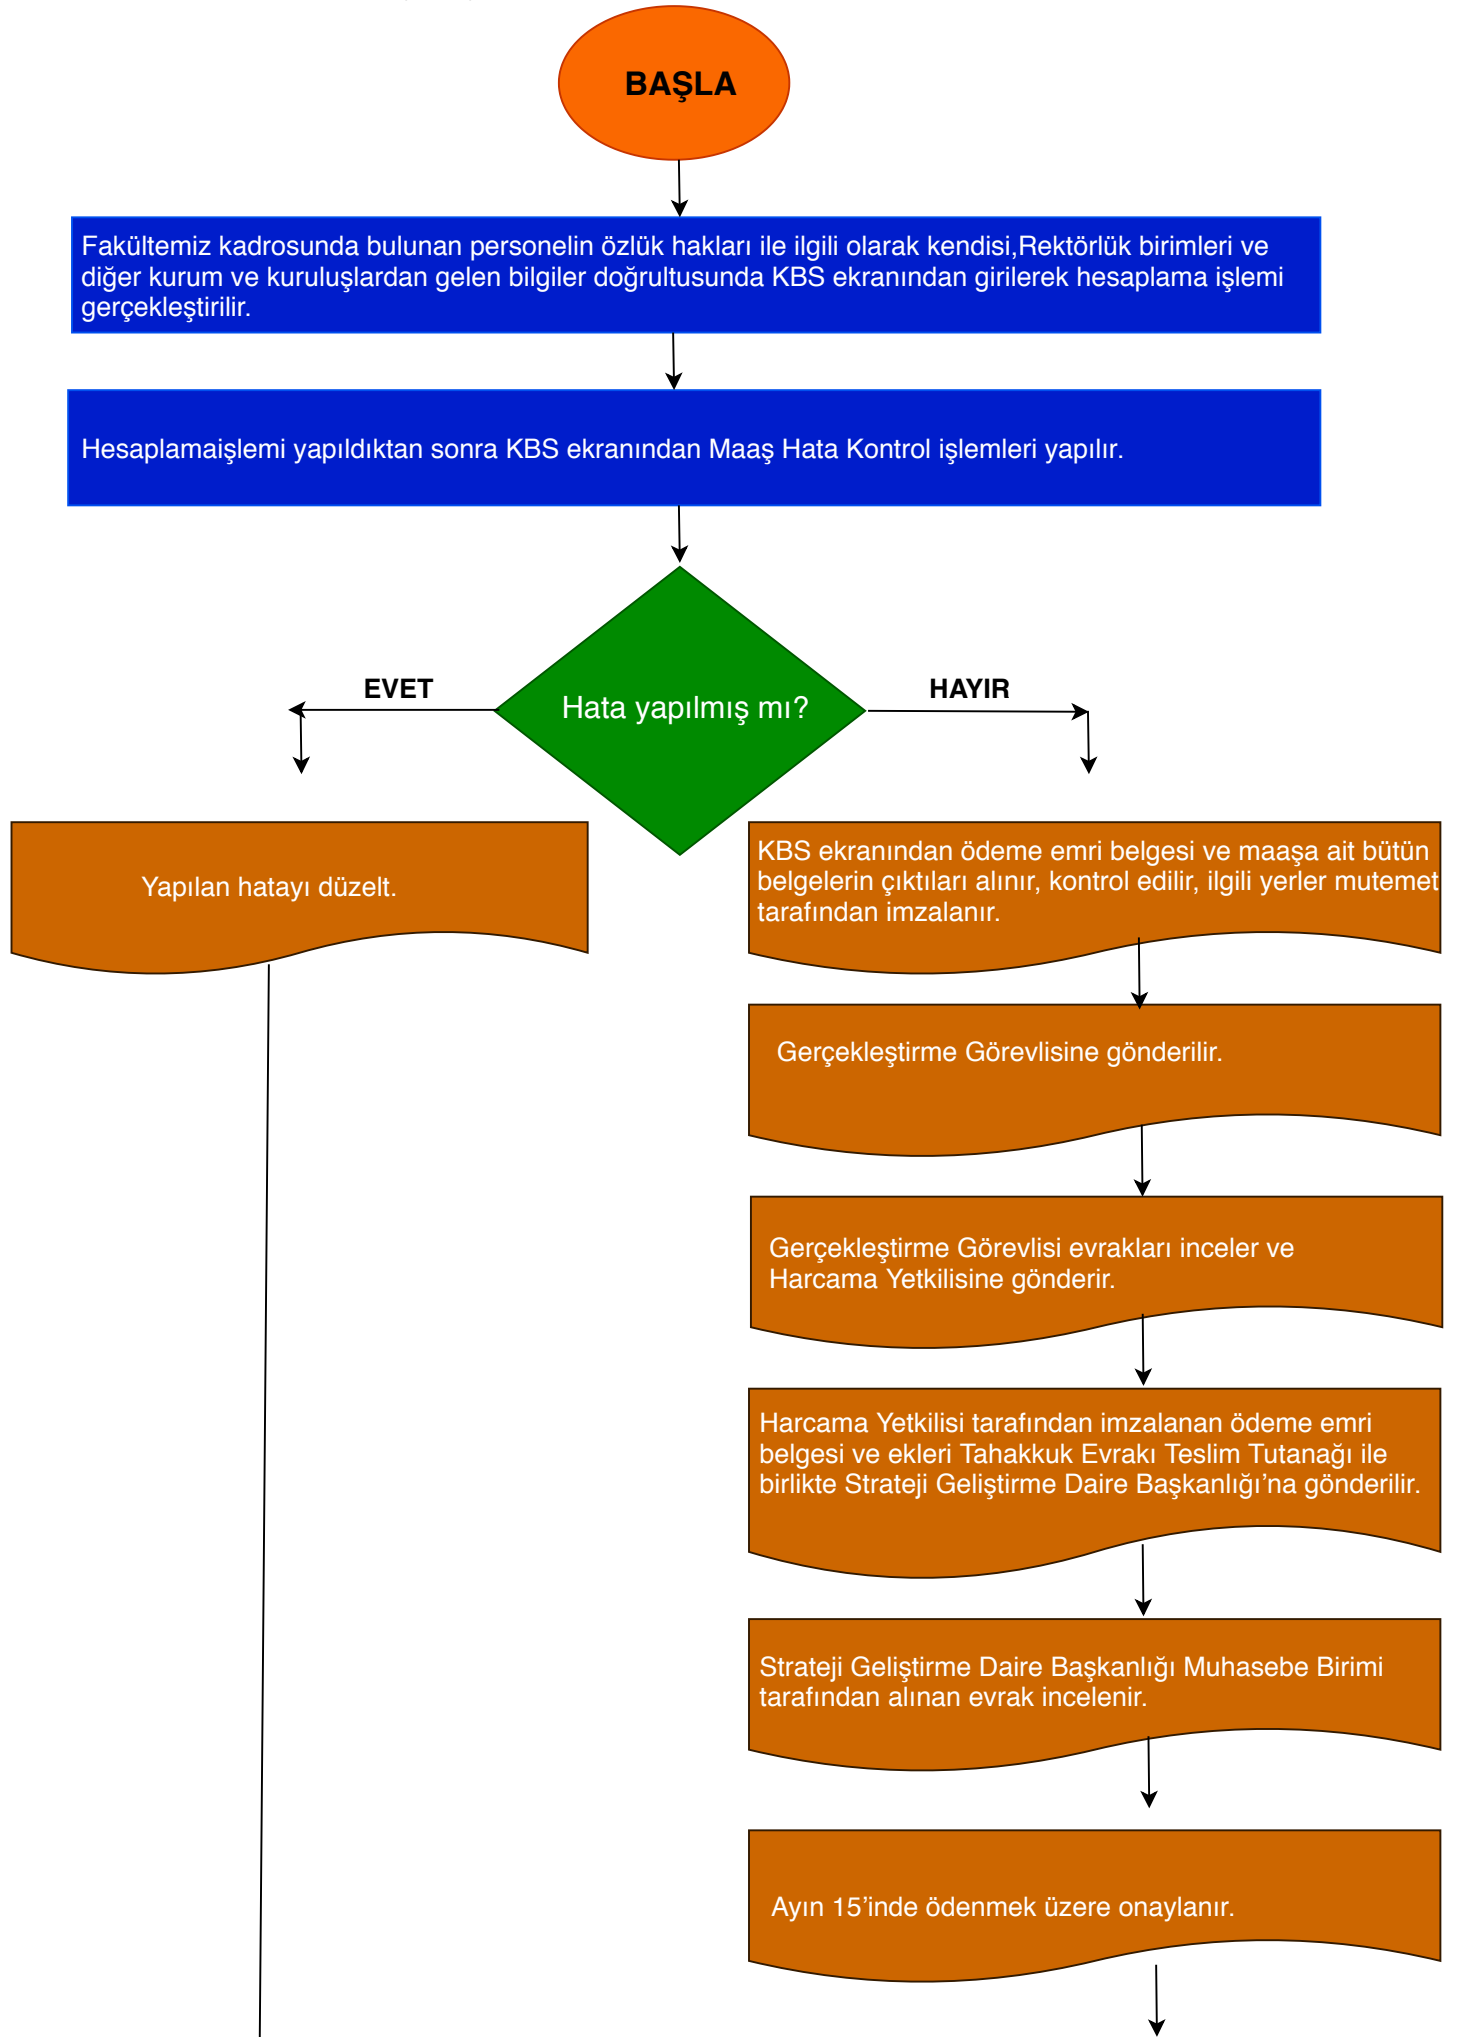 BAŞLA
Fakültemiz kadrosunda bulunan personelin özlük hakları ile ilgili olarak kendisi,Rektörlük birimleri ve
diğer kurum ve kuruluşlardan gelen bilgiler doğrultusunda KBS ekranından girilerek hesaplama işlemi
gerçekleştirilir.
Hesaplamaişlemi yapıldıktan sonra KBS ekranından Maaş Hata Kontrol işlemleri yapılır.
EVET
Hata yapılmış mı?
HAYIR
Yapılan hatayı düzelt.
KBS ekranından ödeme emri belgesi ve maaşa ait bütün
belgelerin çıktıları alınır, kontrol edilir, ilgili yerler mutemet
tarafından imzalanır.
Gerçekleştirme Görevlisine gönderilir.
Gerçekleştirme Görevlisi evrakları inceler ve
Harcama Yetkilisine gönderir.
Harcama Yetkilisi tarafından imzalanan ödeme emri
belgesi ve ekleri Tahakkuk Evrakı Teslim Tutanağı ile
birlikte Strateji Geliştirme Daire Başkanlığı’na gönderilir.
Strateji Geliştirme Daire Başkanlığı Muhasebe Birimi
tarafından alınan evrak incelenir.
Ayın 15’inde ödenmek üzere onaylanır.